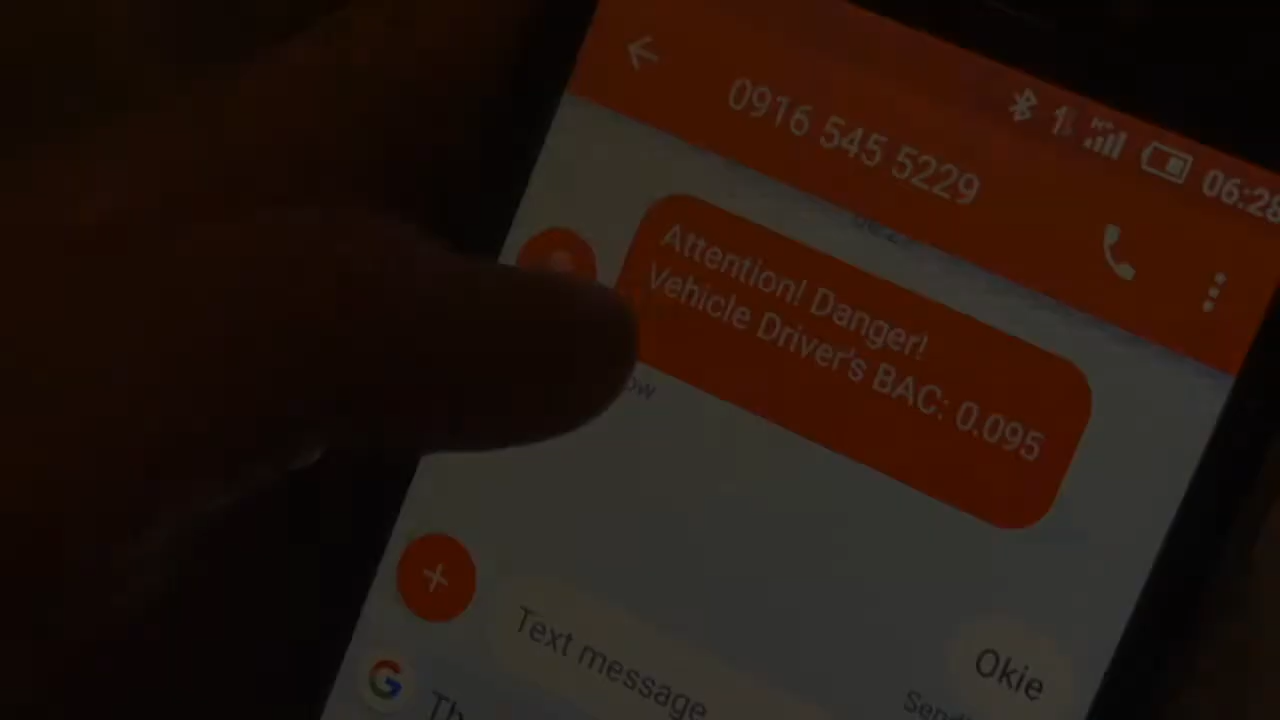 06:28
0916 545 5229
Attention! Danger!
Vehicle Driver's BAC: 0.095
Okie
Text message